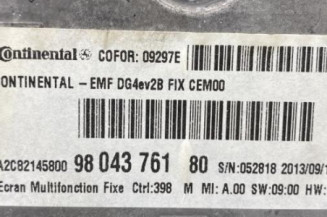 Continental COFOR: 09297E
CONTINENTAL - EMF DG4ev2B FIX CEM00
A2C82145800 98 043 761 80 S/N:052818 2013/09/1
Ecran Multifonction Fixe Ctrl:398 M MI: A.00 SW:09:00 HW: